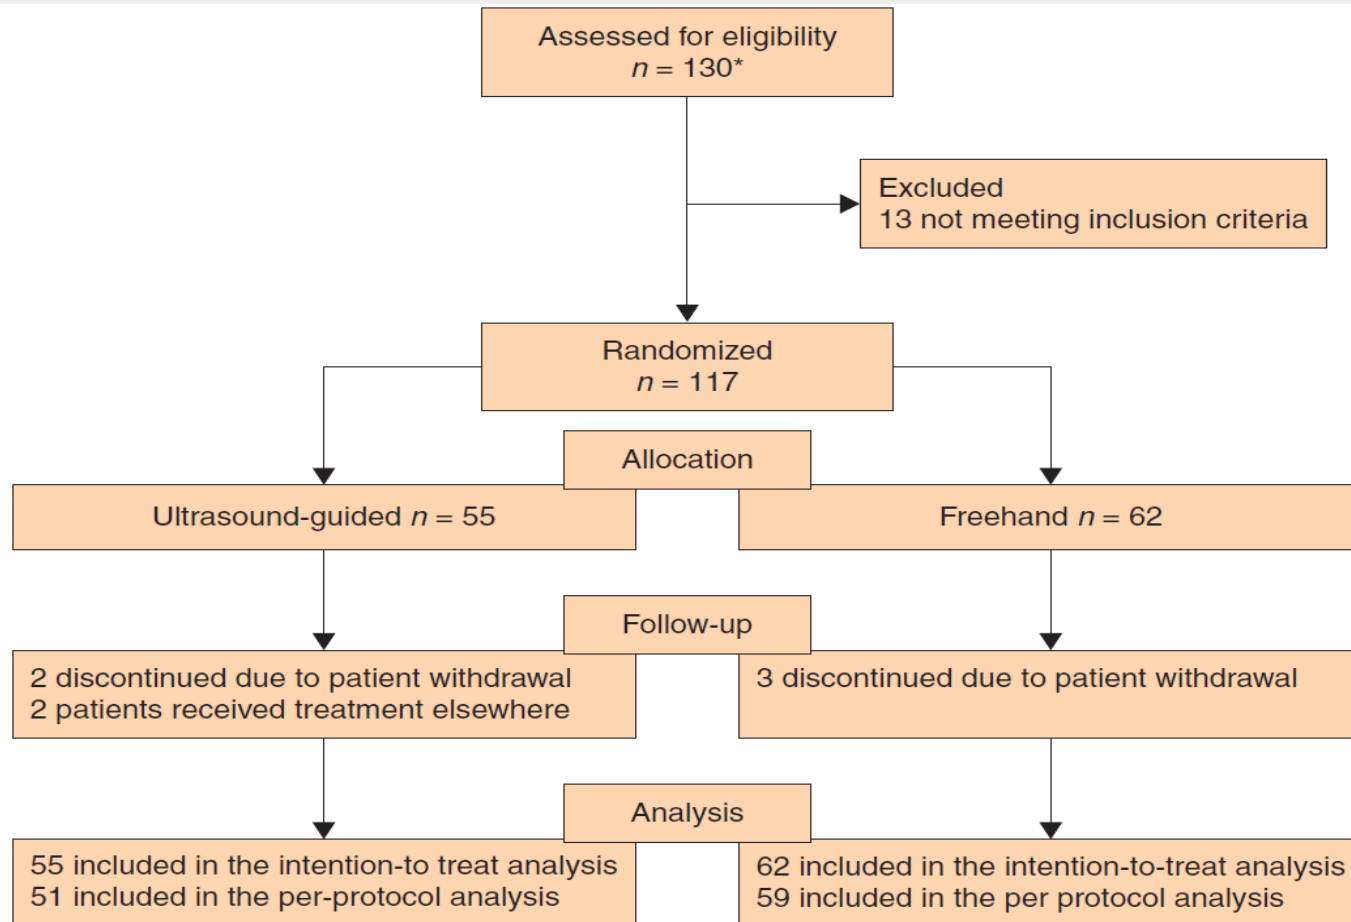 Assessed for eligibility
n = 130*
Excluded
13 not meeting inclusion criteria
Randomized
n = 117
Allocation
Ultrasound-guided n = 55
Freehand n = 62
Follow-up
2 discontinued due to patient withdrawal
2 patients received treatment elsewhere
3 discontinued due to patient withdrawal
Analysis
55 included in the intention-to treat analysis
51 included in the per-protocol analysis
62 included in the intention-to-treat analysis
59 included in the per protocol analysis